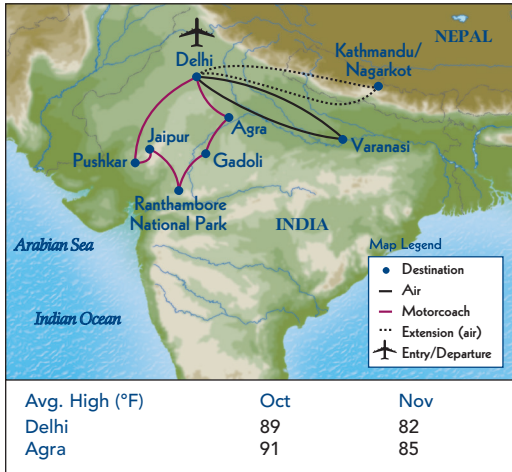 NEPAL
Delhi
Kathmandu/
Nagarkot
Agra
Varanasi
Jaipur
Gadoli
Pushkar
Ranthambore
National Park
INDIA
Arabian Sea
Indian Ocean
Map Legend
Destination
Air
Motorcoach
Extension (air)
Entry/Departure
Avg. High (°F) Oct Nov
Delhi 89 82
Agra 91 85